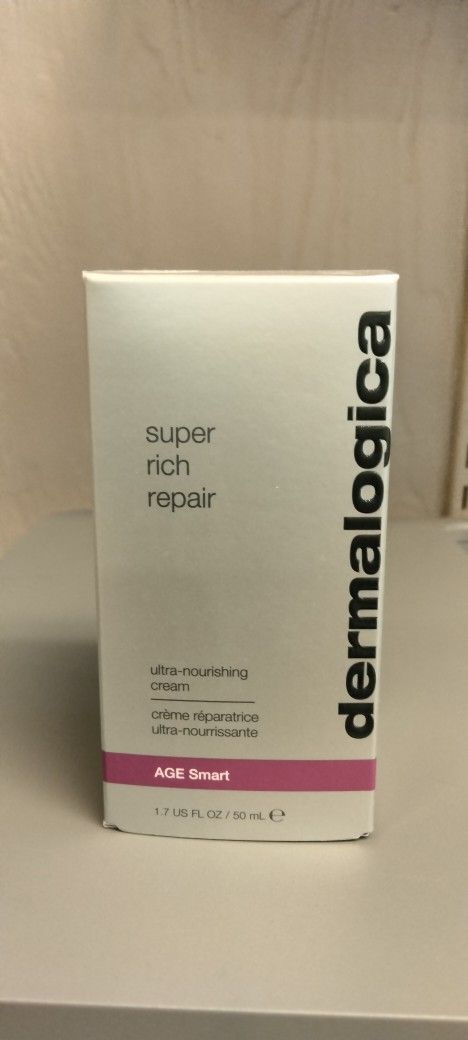 super
rich
repair
dermalogica
ultra-nourishing
cream
crème réparatrice
ultra-nourrissante
AGE Smart
1.7 US FL OZ / 50 mL ℮